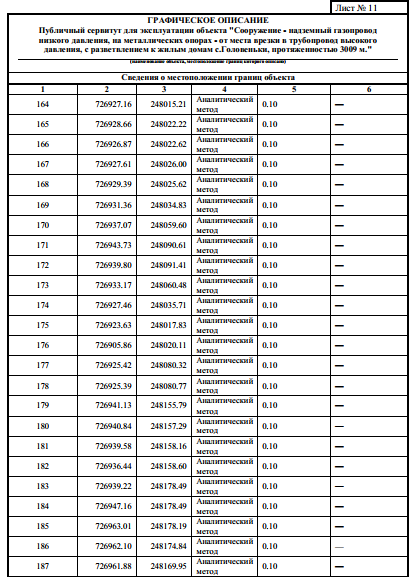 Лист № 11
ГРАФИЧЕСКОЕ ОПИСАНИЕ
Публичный сервитут для эксплуатации объекта "Сооружение - надземный газопровод
низкого давления, на металлических опорах - от места врезки в трубопровод высокого
давления, с разветлением к жилым домам с.Головеньки, протяженностью 3009 м."
(наименование объекта, местоположение границ которого описано)
Сведения о местоположении границ объекта
1 2 3 4 5 6
164 726927.16 248015.21 Аналитический метод 0.10 —
165 726928.66 248022.22 Аналитический метод 0.10 —
166 726926.87 248022.62 Аналитический метод 0.10 —
167 726927.61 248026.00 Аналитический метод 0.10 —
168 726929.39 248025.62 Аналитический метод 0.10 —
169 726931.36 248034.83 Аналитический метод 0.10 —
170 726937.07 248059.60 Аналитический метод 0.10 —
171 726943.73 248090.61 Аналитический метод 0.10 —
172 726939.80 248091.41 Аналитический метод 0.10 —
173 726933.17 248060.48 Аналитический метод 0.10 —
174 726927.46 248035.71 Аналитический метод 0.10 —
175 726923.63 248017.83 Аналитический метод 0.10 —
176 726905.86 248020.11 Аналитический метод 0.10 —
177 726925.42 248080.32 Аналитический метод 0.10 —
178 726925.39 248080.77 Аналитический метод 0.10 —
179 726941.13 248155.79 Аналитический метод 0.10 —
180 726940.84 248157.29 Аналитический метод 0.10 —
181 726939.58 248158.16 Аналитический метод 0.10 —
182 726936.44 248158.60 Аналитический метод 0.10 —
183 726939.22 248178.49 Аналитический метод 0.10 —
184 726947.16 248178.49 Аналитический метод 0.10 —
185 726963.01 248178.19 Аналитический метод 0.10 —
186 726962.10 248174.84 Аналитический метод 0.10 —
187 726961.88 248169.95 Аналитический метод 0.10 —